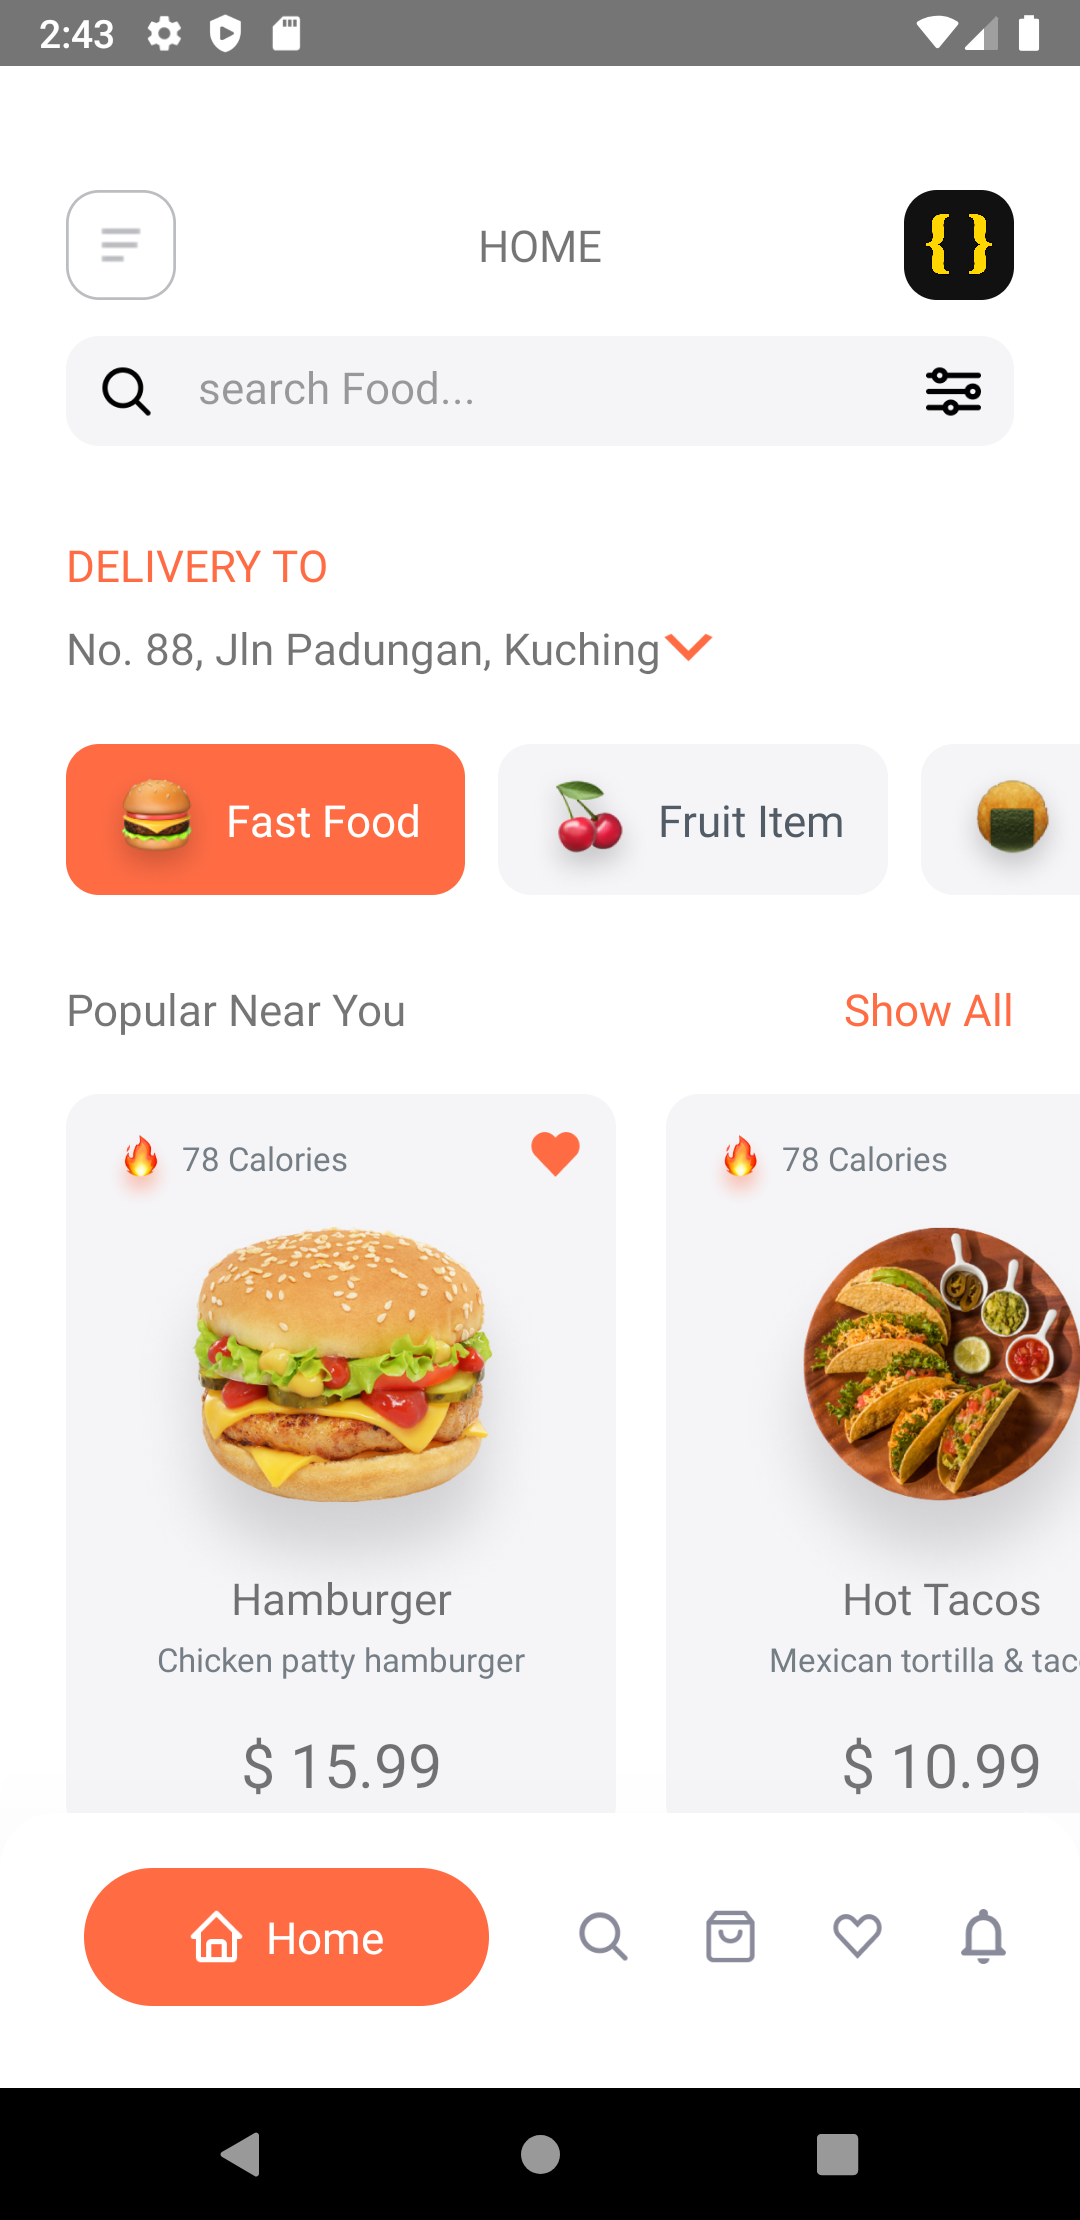 2:43
HOME
{ }
search Food...
DELIVERY TO
No. 88, Jln Padungan, Kuching
Fast Food
Fruit Item
Popular Near You
Show All
78 Calories
78 Calories
Hamburger
Hot Tacos
Chicken patty hamburger
Mexican tortilla & tac
$ 15.99
$ 10.99
Home